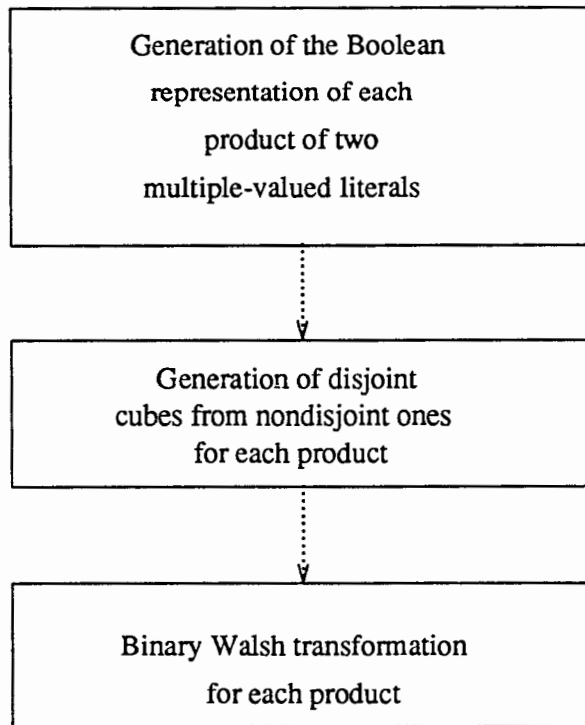 Generation of the Boolean
representation of each
product of two
multiple-valued literals
Generation of disjoint
cubes from nondisjoint ones
for each product
Binary Walsh transformation
for each product